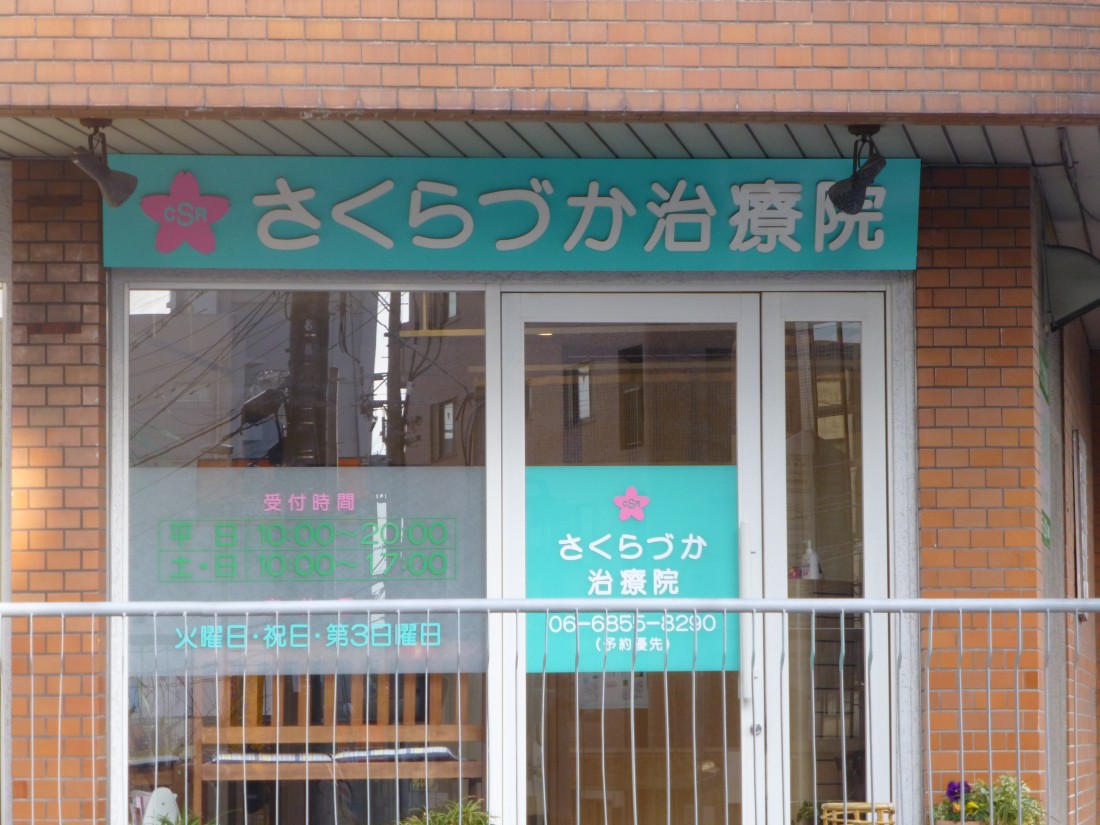 CSR
さくらづか治療院
受付時間
平 日 10:00～20:00
土・日 10:00～17:00
火曜日・祝日・第3日曜日
CSR
さくらづか
治療院
06-6855-8290
(予約優先)